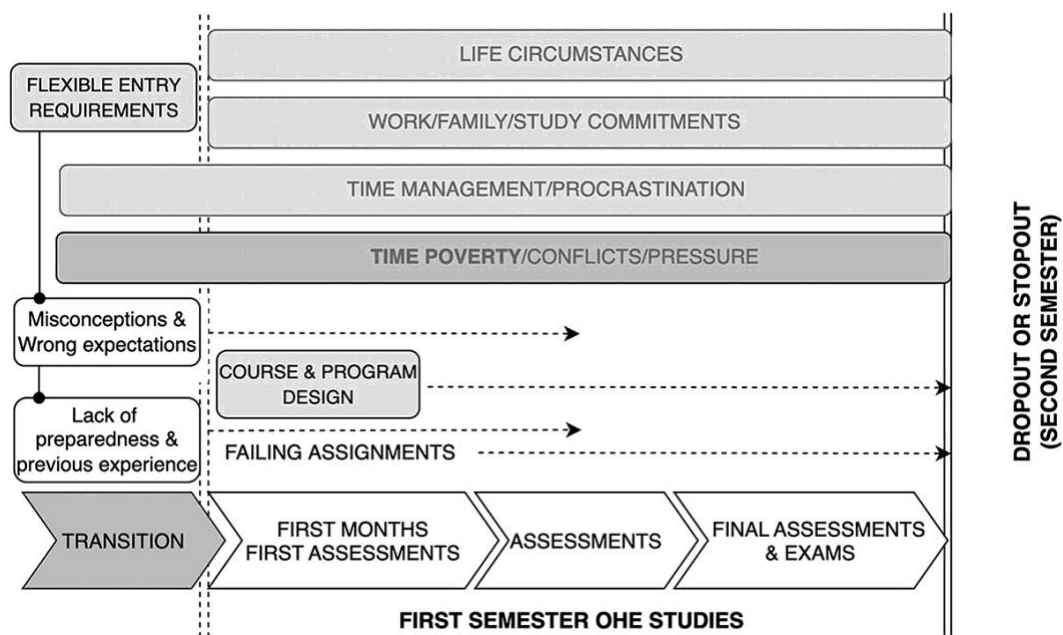 LIFE CIRCUMSTANCES
FLEXIBLE ENTRY
REQUIREMENTS
WORK/FAMILY/STUDY COMMITMENTS
TIME MANAGEMENT/PROCRASTINATION
TIME POVERTY/CONFLICTS/PRESSURE
Misconceptions &
Wrong expectations
COURSE & PROGRAM
DESIGN
Lack of
preparedness &
previous experience
FAILING ASSIGNMENTS
TRANSITION
FIRST MONTHS
FIRST ASSESSMENTS
ASSESSMENTS
FINAL ASSESSMENTS
& EXAMS
FIRST SEMESTER OHE STUDIES
DROPOUT OR STOPOUT
(SECOND SEMESTER)